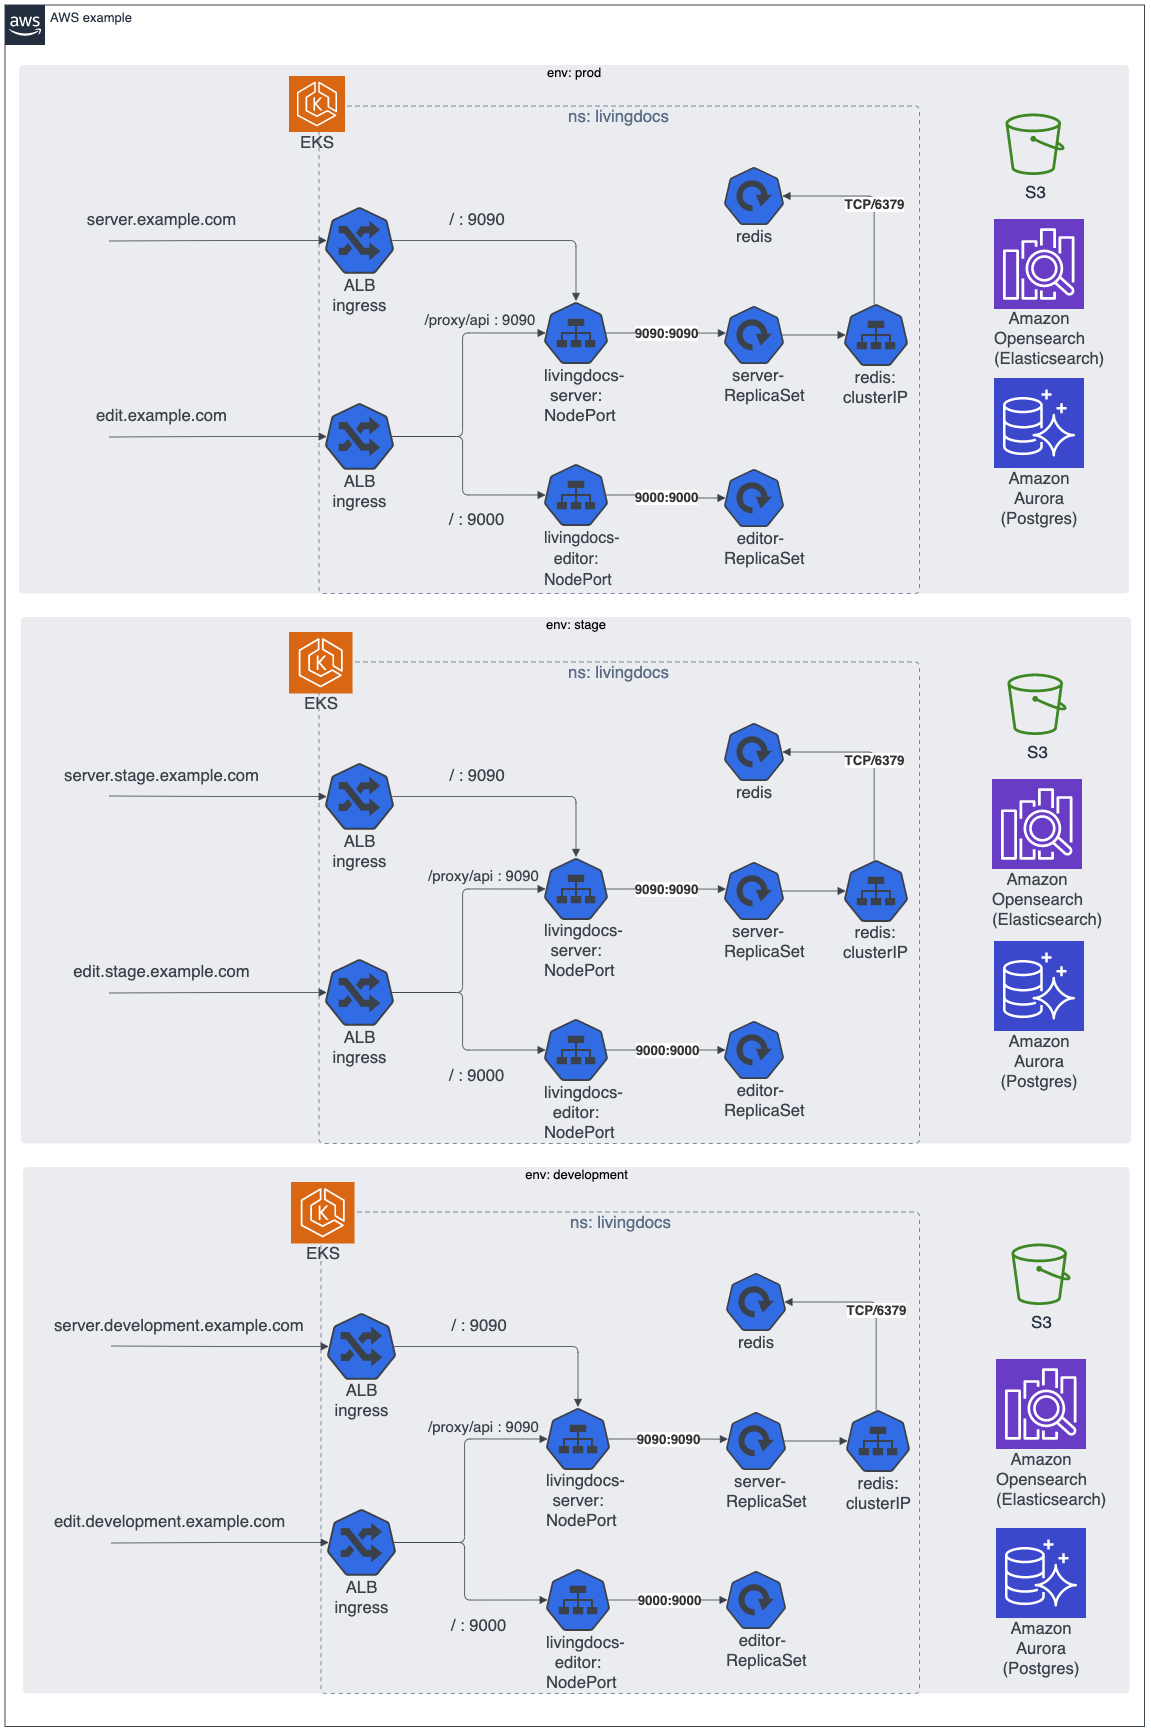 aws
AWS example
env: prod
EKS
ns: livingdocs
S3
server.example.com
/ : 9090
redis
TCP/6379
ALB
ingress
Amazon
Opensearch
(Elasticsearch)
/proxy/api : 9090
9090:9090
livingdocs-
server:
NodePort
server-
ReplicaSet
redis:
clusterIP
edit.example.com
ALB
ingress
/ : 9000
9000:9000
livingdocs-
editor:
NodePort
editor-
ReplicaSet
Amazon
Aurora
(Postgres)
env: stage
EKS
ns: livingdocs
S3
server.stage.example.com
/ : 9090
redis
TCP/6379
ALB
ingress
Amazon
Opensearch
(Elasticsearch)
/proxy/api : 9090
9090:9090
livingdocs-
server:
NodePort
server-
ReplicaSet
redis:
clusterIP
edit.stage.example.com
ALB
ingress
/ : 9000
9000:9000
livingdocs-
editor:
NodePort
editor-
ReplicaSet
Amazon
Aurora
(Postgres)
env: development
EKS
ns: livingdocs
S3
server.development.example.com
/ : 9090
redis
TCP/6379
ALB
ingress
Amazon
Opensearch
(Elasticsearch)
/proxy/api : 9090
9090:9090
livingdocs-
server:
NodePort
server-
ReplicaSet
redis:
clusterIP
edit.development.example.com
ALB
ingress
/ : 9000
9000:9000
livingdocs-
editor:
NodePort
editor-
ReplicaSet
Amazon
Aurora
(Postgres)